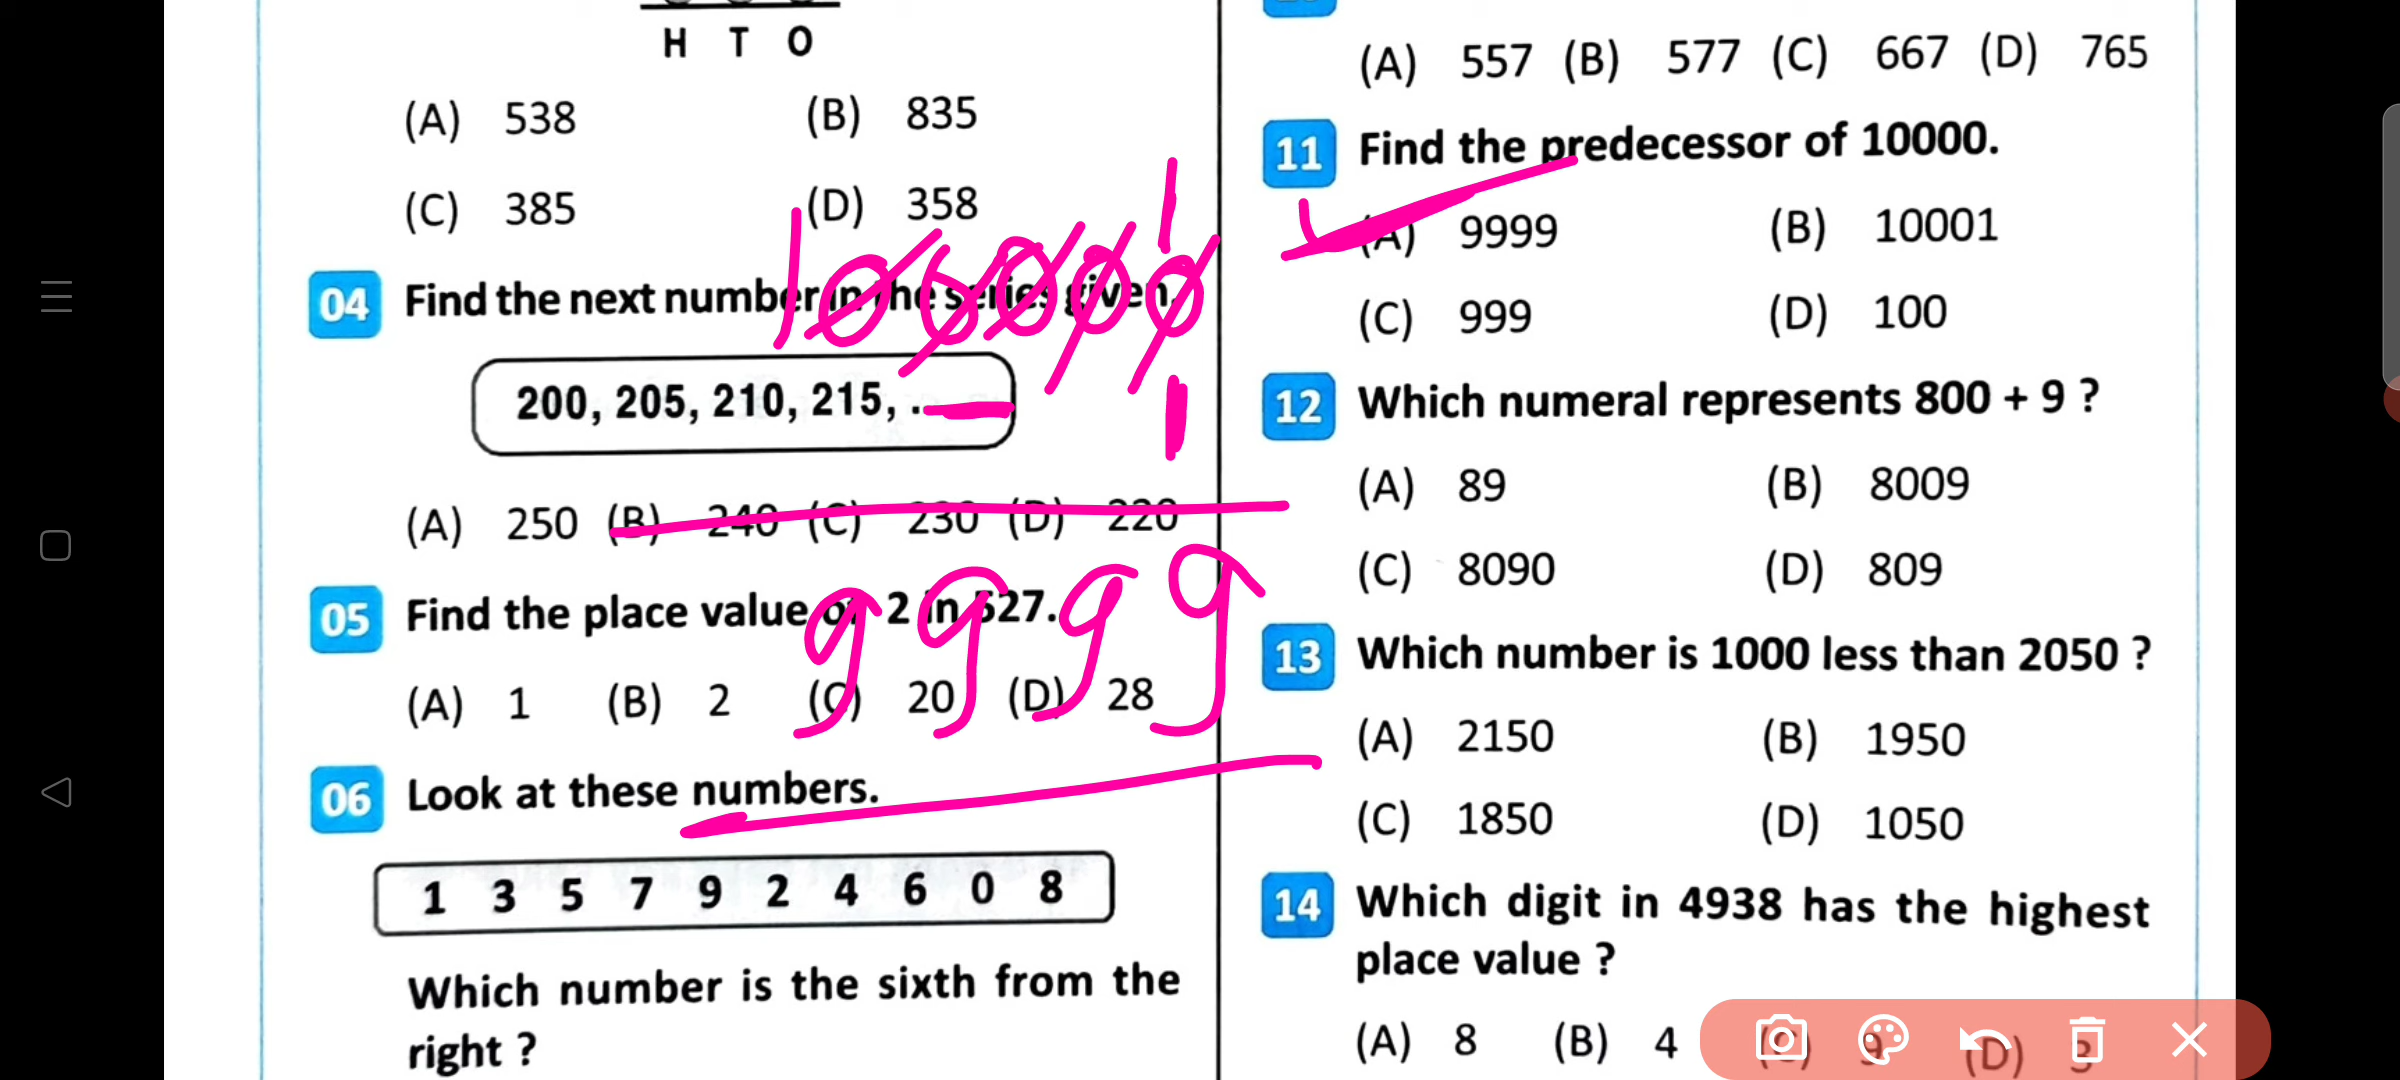 H T O
(A) 538 (B) 835
(C) 385 (D) 358
04 Find the next number in the series given.
200, 205, 210, 215, .
(A) 250 (B) 240 (C) 230 (D) 220
05 Find the place value of 2 in 527.
(A) 1 (B) 2 (C) 20 (D) 28
06 Look at these numbers.
1 3 5 7 9 2 4 6 0 8
Which number is the sixth from the
right ?
1
1
9999
(A) 557 (B) 577 (C) 667 (D) 765
11 Find the predecessor of 10000.
(A) 9999 (B) 10001
(C) 999 (D) 100
12 Which numeral represents 800 + 9 ?
(A) 89 (B) 8009
(C) 8090 (D) 809
13 Which number is 1000 less than 2050 ?
(A) 2150 (B) 1950
(C) 1850 (D) 1050
14 Which digit in 4938 has the highest
place value ?
(A) 8 (B) 4 (C) 9 (D) 3